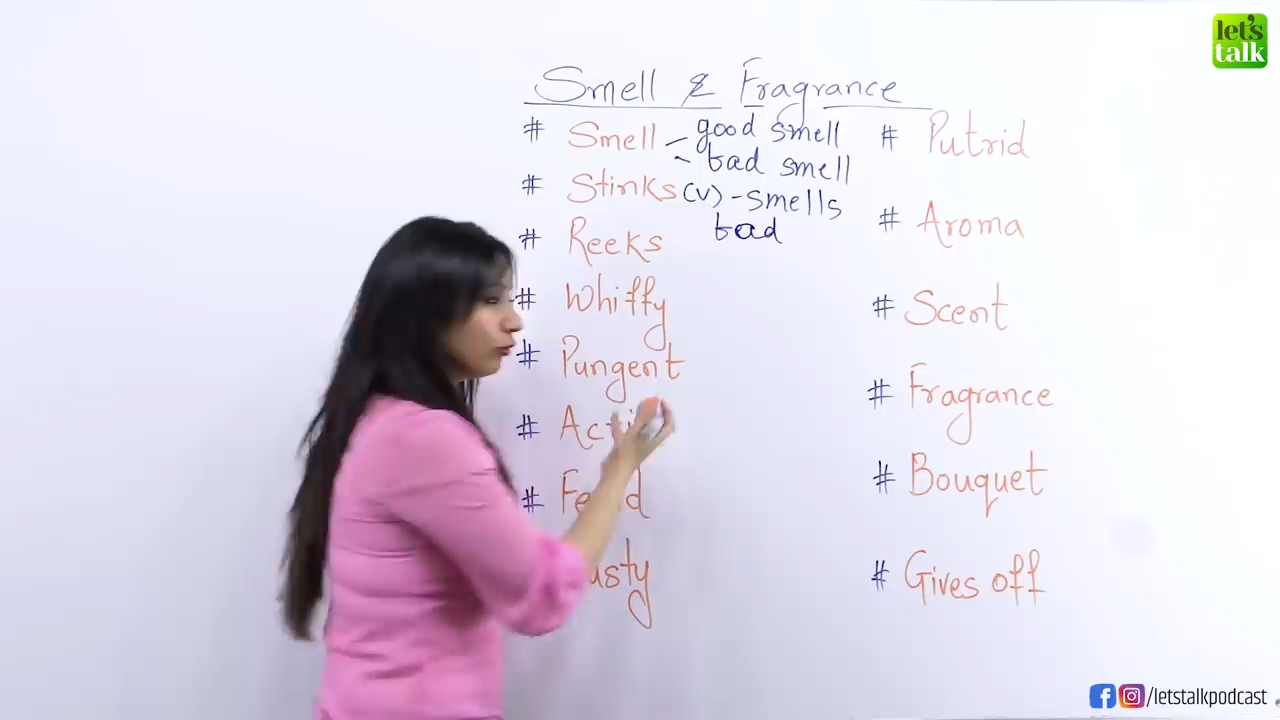 let's
talk
Smell & Fragrance
# Smell - good smell
- bad smell
# Stinks (v) - smells
bad
# Reeks
# Whiffy
# Pungent
#
#
# Putrid
# Aroma
# Scent
# Fragrance
# Bouquet
# Gives off
/letstalkpodcast